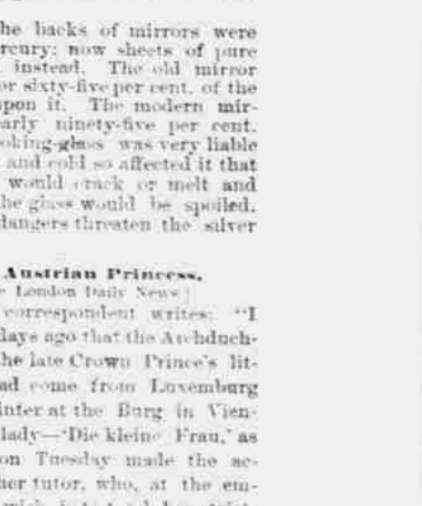 he backs of mirrors were
rcury; now sheets of pure
instead. The old mirror
or sixty-five per cent. of the
upon it. The modern mir-
early ninety-five per cent.
oking-glass was very liable
and cold so affected it that
would crack or melt and
he glass would be spoiled.
dangers threaten the silver
Austrian Princess.
London Daily News
correspondent writes: "I
days ago that the Archduch-
he late Crown Prince's lit-
ad come from Luxemburg
inter at the Burg in Vien-
lady—'Die kleine Frau,' as
on Tuesday made the ac-
her tutor, who, at the em-